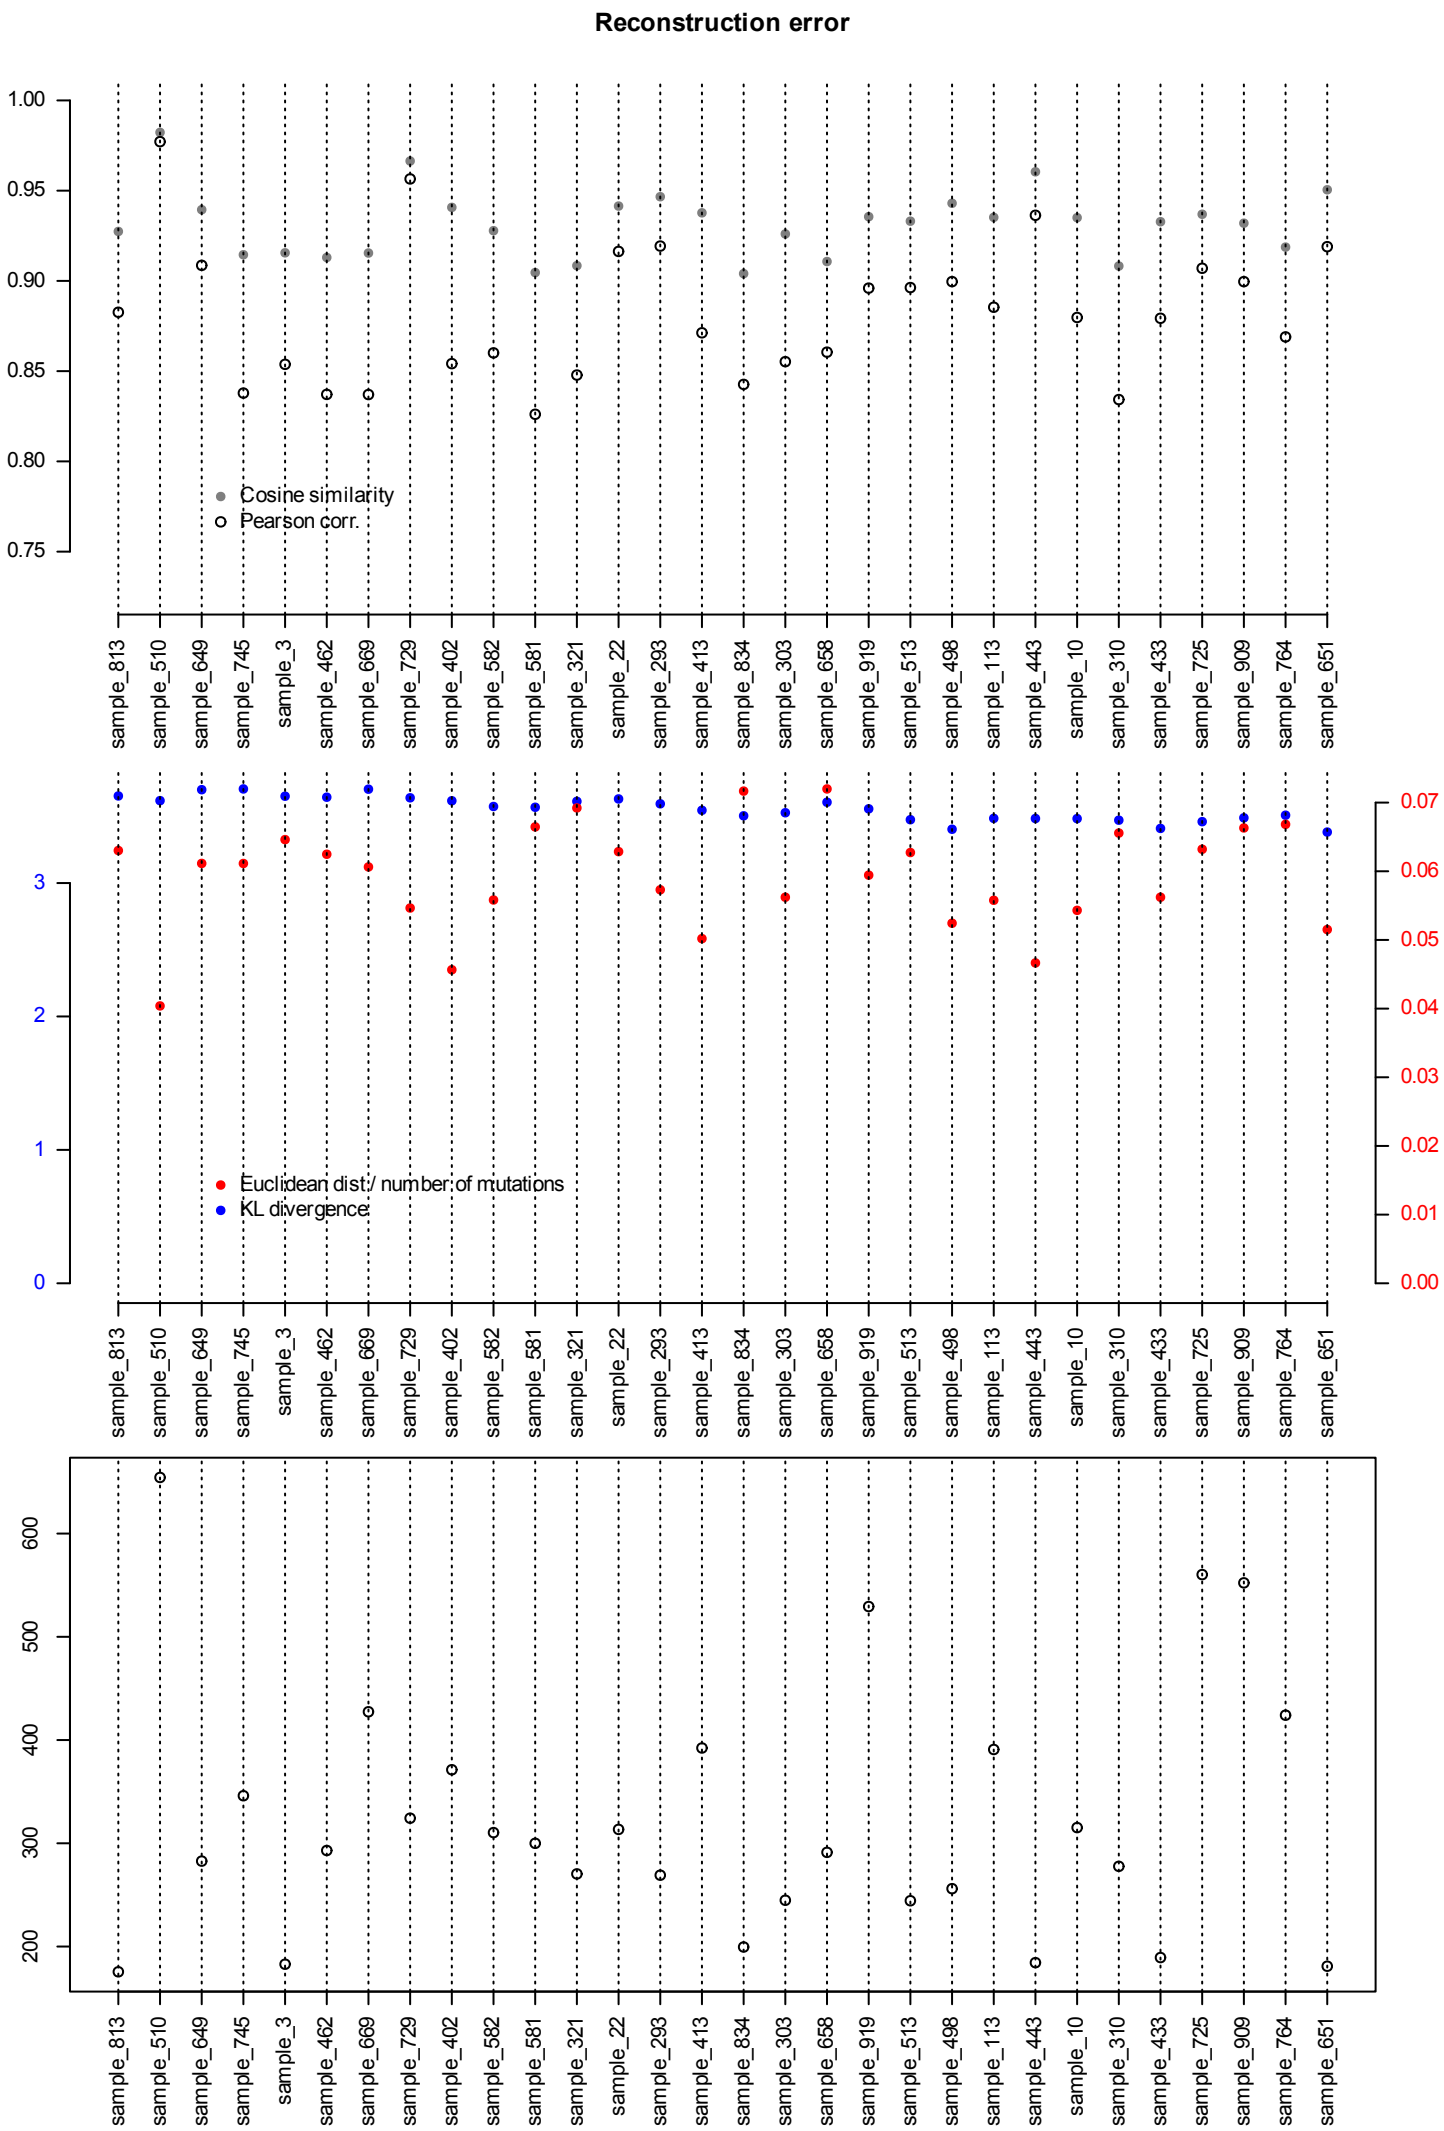 Reconstruction error
1.00
0.95
0.90
0.85
0.80
0.75
Cosine similarity
Pearson corr.
sample_813
sample_510
sample_649
sample_745
sample_3
sample_462
sample_669
sample_729
sample_402
sample_582
sample_581
sample_321
sample_22
sample_293
sample_413
sample_834
sample_303
sample_658
sample_919
sample_513
sample_498
sample_113
sample_443
sample_10
sample_310
sample_433
sample_725
sample_909
sample_764
sample_651
3
2
1
0
0.07
0.06
0.05
0.04
0.03
0.02
0.01
0.00
Euclidean dist./ number of mutations
KL divergence
sample_813
sample_510
sample_649
sample_745
sample_3
sample_462
sample_669
sample_729
sample_402
sample_582
sample_581
sample_321
sample_22
sample_293
sample_413
sample_834
sample_303
sample_658
sample_919
sample_513
sample_498
sample_113
sample_443
sample_10
sample_310
sample_433
sample_725
sample_909
sample_764
sample_651
600
500
400
300
200
sample_813
sample_510
sample_649
sample_745
sample_3
sample_462
sample_669
sample_729
sample_402
sample_582
sample_581
sample_321
sample_22
sample_293
sample_413
sample_834
sample_303
sample_658
sample_919
sample_513
sample_498
sample_113
sample_443
sample_10
sample_310
sample_433
sample_725
sample_909
sample_764
sample_651